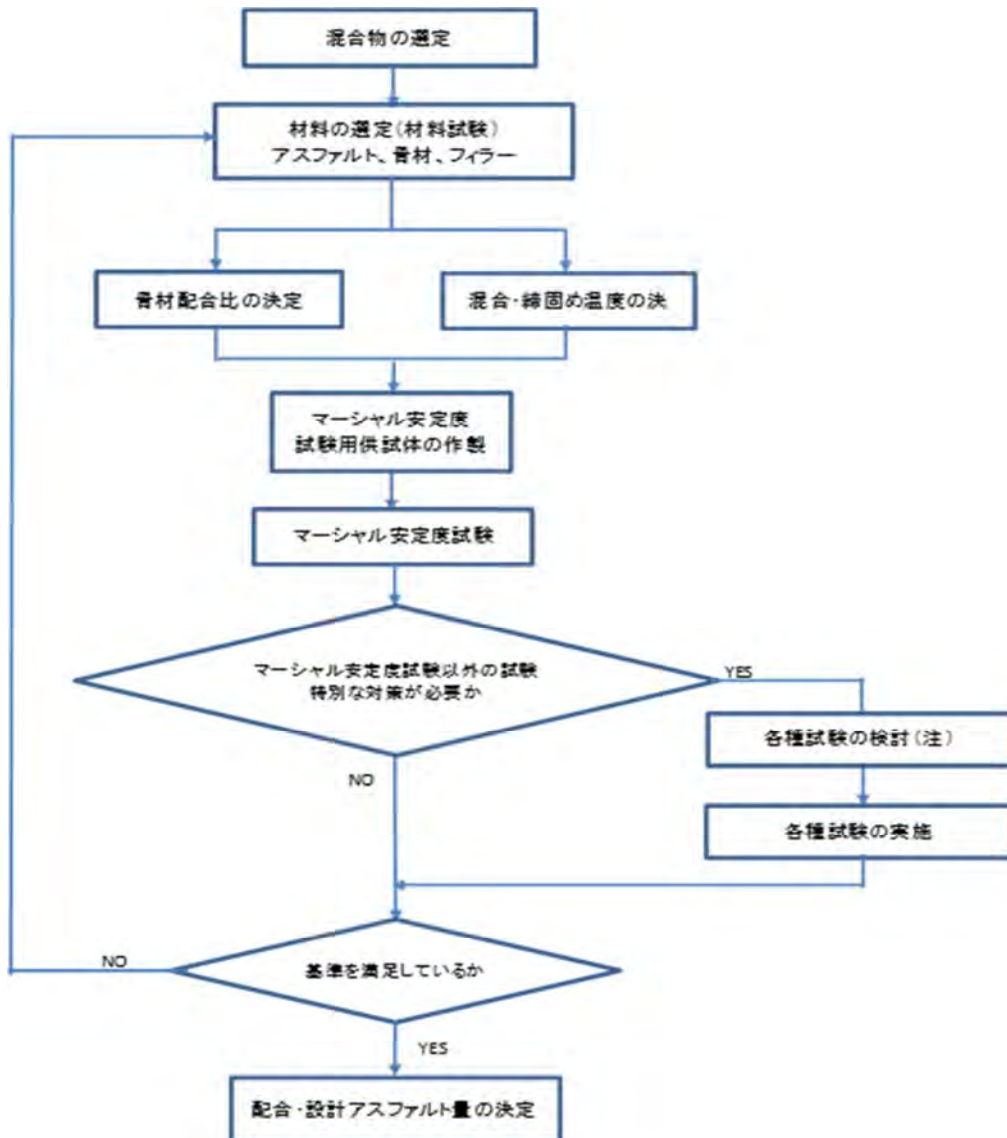 混合物の選定
材料の選定(材料試験)
アスファルト、骨材、フィラー
骨材配合比の決定
混合・締固め温度の決
マーシャル安定度
試験用供試体の作製
マーシャル安定度試験
マーシャル安定度試験以外の試験
特別な対策が必要か
YES
各種試験の検討(注)
NO
各種試験の実施
基準を満足しているか
NO
YES
配合・設計アスファルト量の決定